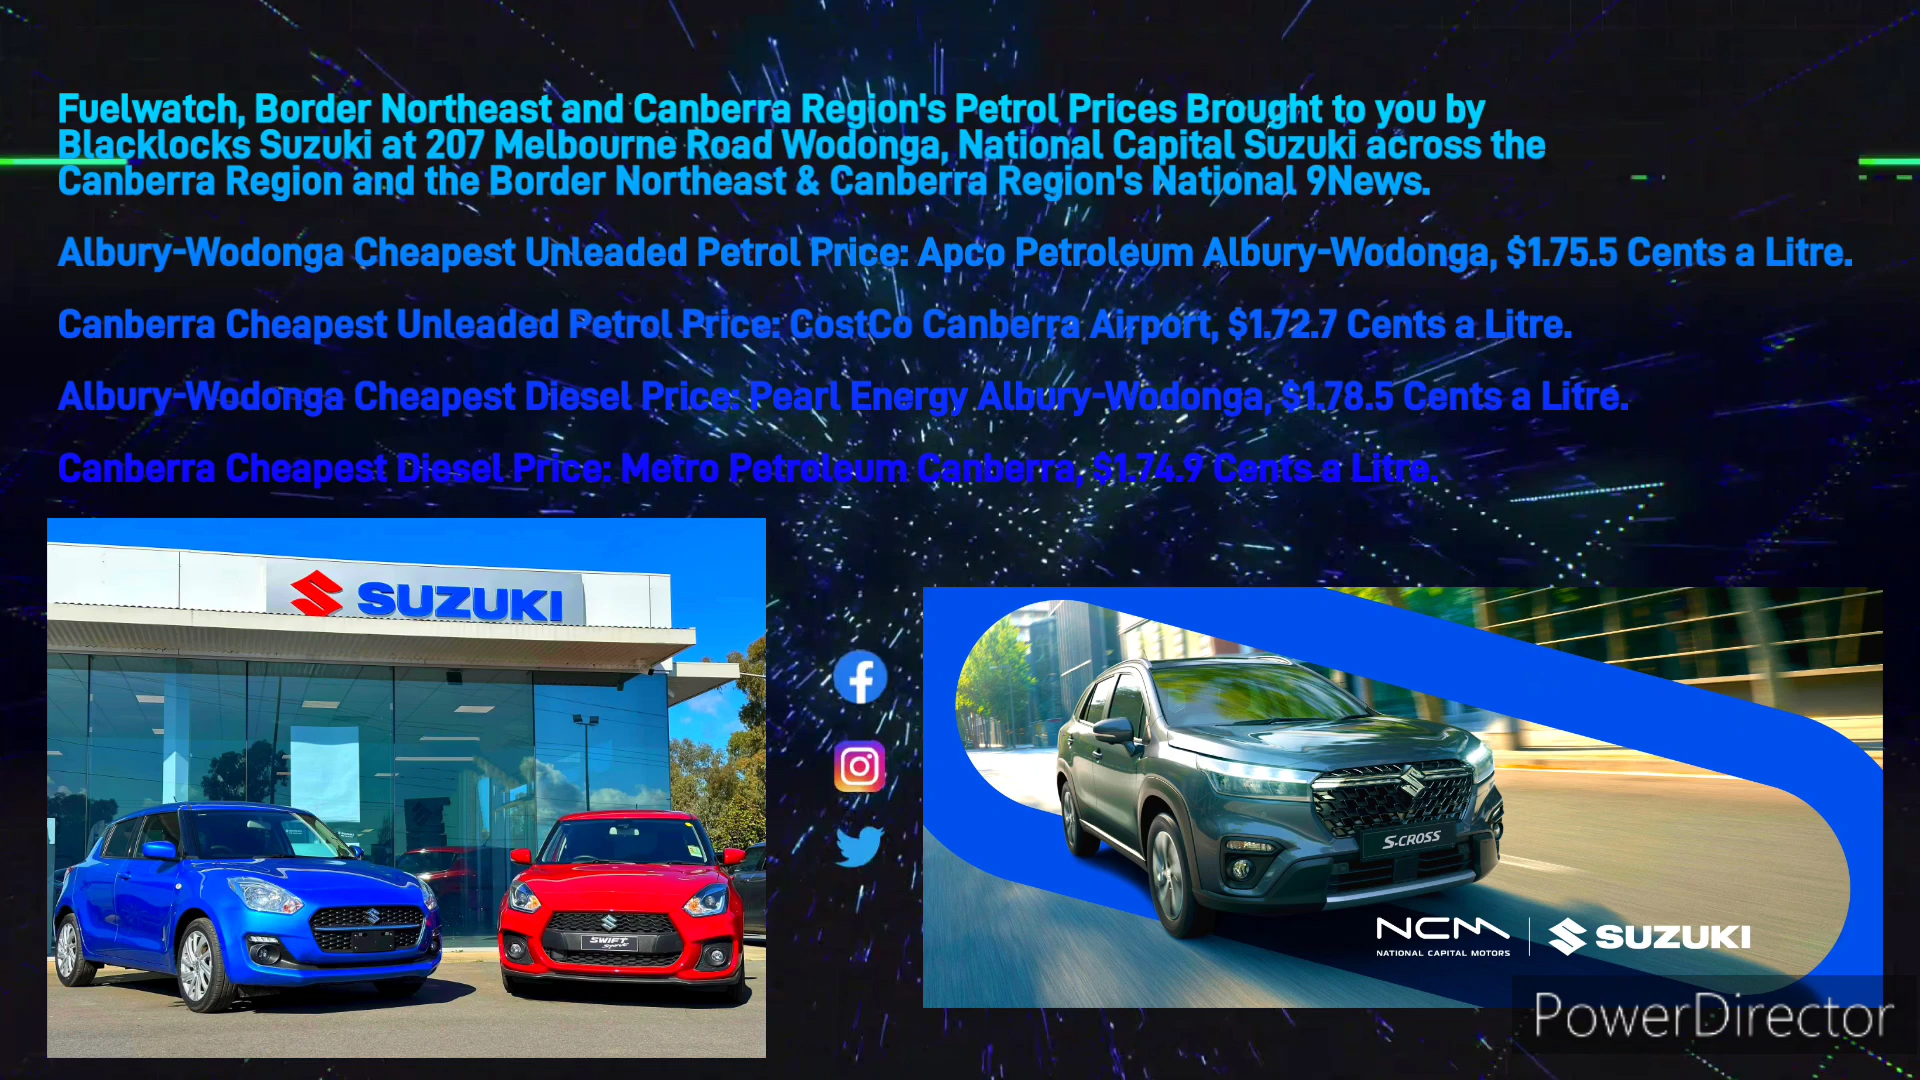 Fuelwatch, Border Northeast and Canberra Region's Petrol Prices Brought to you by
Blacklocks Suzuki at 207 Melbourne Road Wodonga, National Capital Suzuki across the
Canberra Region and the Border Northeast & Canberra Region's National 9News.
Albury-Wodonga Cheapest Unleaded Petrol Price: Apco Petroleum Albury-Wodonga, $1.75.5 Cents a Litre.
Canberra Cheapest Unleaded Petrol Price: CostCo Canberra Airport, $1.72.7 Cents a Litre.
Albury-Wodonga Cheapest Diesel Price: Pearl Energy Albury-Wodonga, $1.78.5 Cents a Litre.
Canberra Cheapest Diesel Price: Metro Petroleum Canberra, $1.74.9 Cents a Litre.
SUZUKI
SWIFT
Sport
S-CROSS
NCM
NATIONAL CAPITAL MOTORS
SUZUKI
PowerDirector